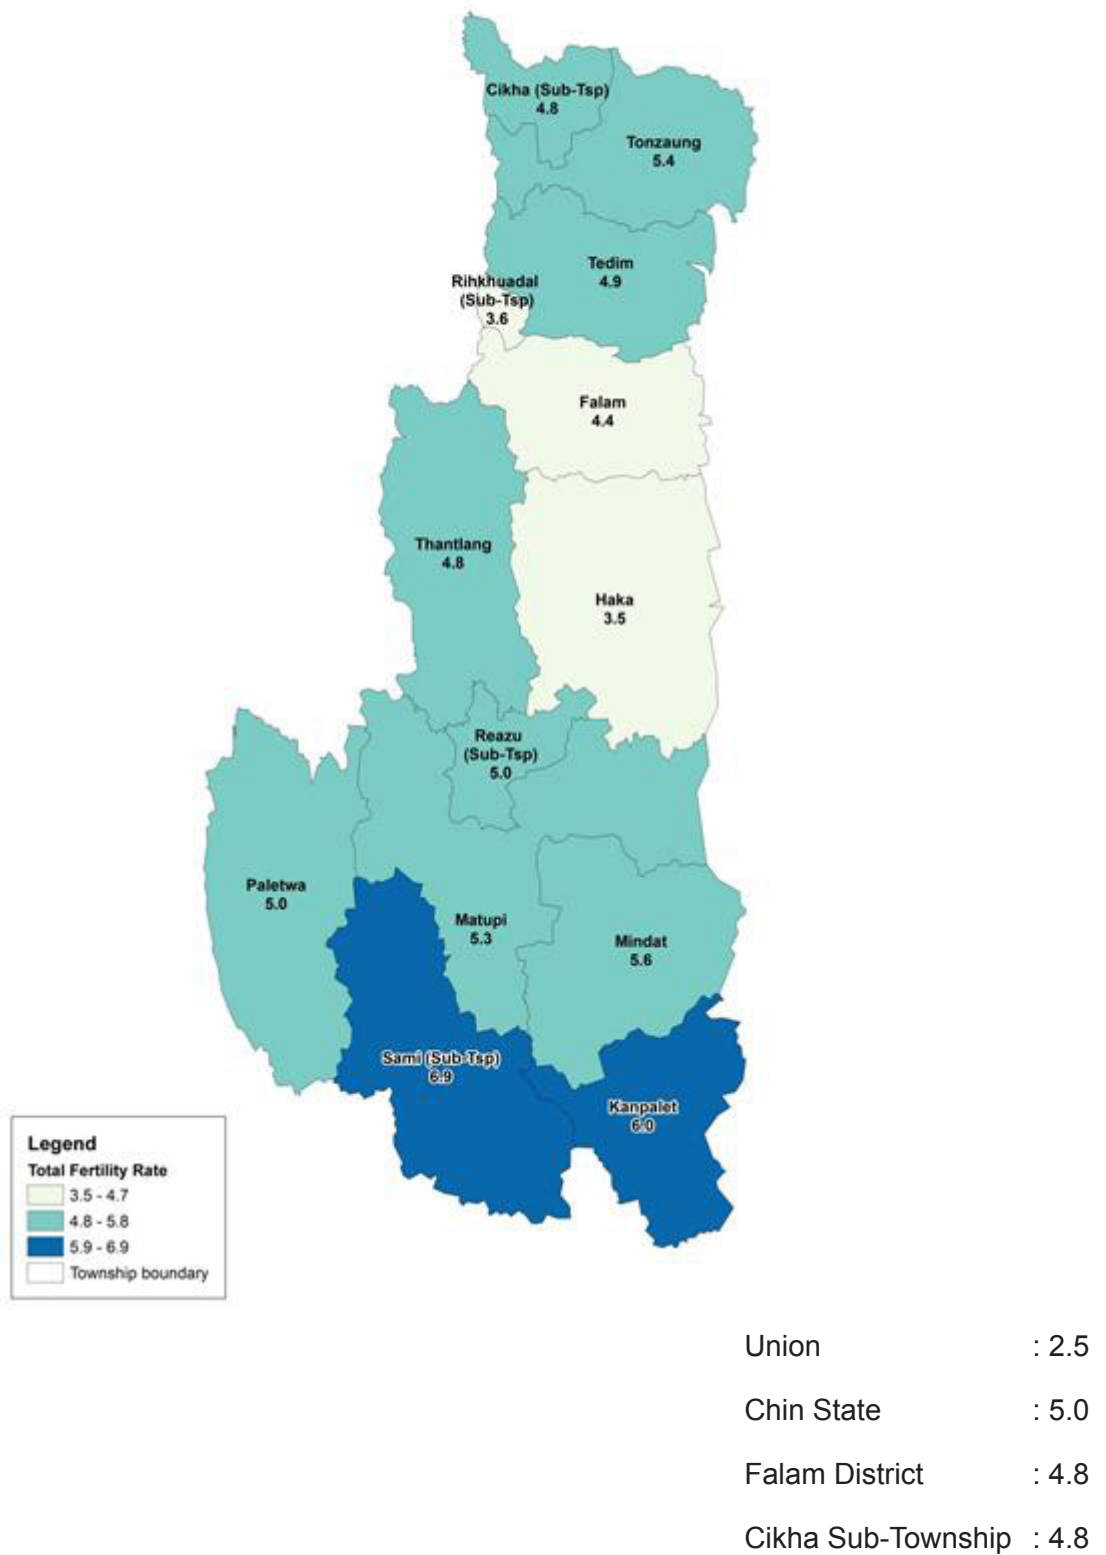 Cikha (Sub-Tsp)
4.8
Tonzaung
5.4
Tedim
4.9
Rihkhuadal
(Sub-Tsp)
3.6
Falam
4.4
Thantlang
4.8
Haka
3.5
Reazu
(Sub-Tsp)
5.0
Paletwa
5.0
Matupi
5.3
Mindat
5.6
Sami (Sub-Tsp)
6.9
Kanpalet
6.0
Legend
Total Fertility Rate
3.5 - 4.7
4.8 - 5.8
5.9 - 6.9
Township boundary
Union : 2.5
Chin State : 5.0
Falam District : 4.8
Cikha Sub-Township : 4.8